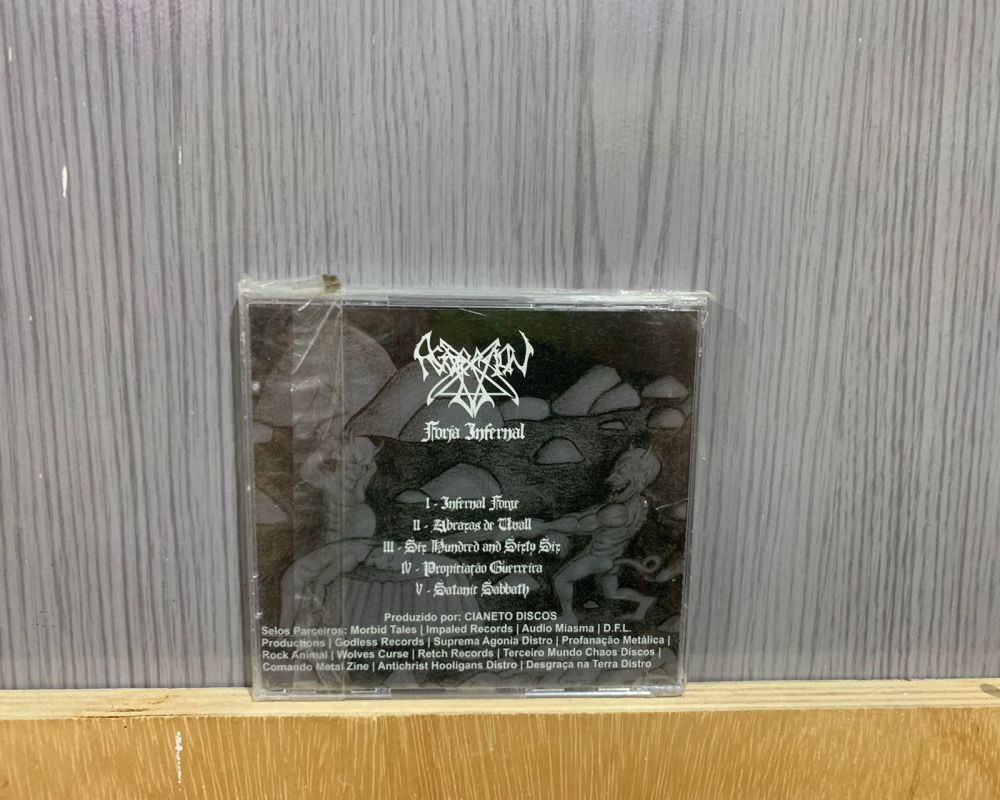 Forja Infernal
I - Infernal Forge
II - Abraxas de Uvall
III - Six Hundred and Sixty Six
IV - Propiciação Guerreira
V - Satanic Sabbath
Produzido por: CIANETO DISCOS
Selos Parceiros: Morbid Tales | Impaled Records | Audio Miasma | D.F.L.
Productions | Godless Records | Suprema Agonia Distro | Profanação Metálica |
Rock Animal | Wolves Curse | Retch Records | Terceiro Mundo Chaos Discos |
Comando Metal Zine | Antichrist Hooligans Distro | Desgraça na Terra Distro